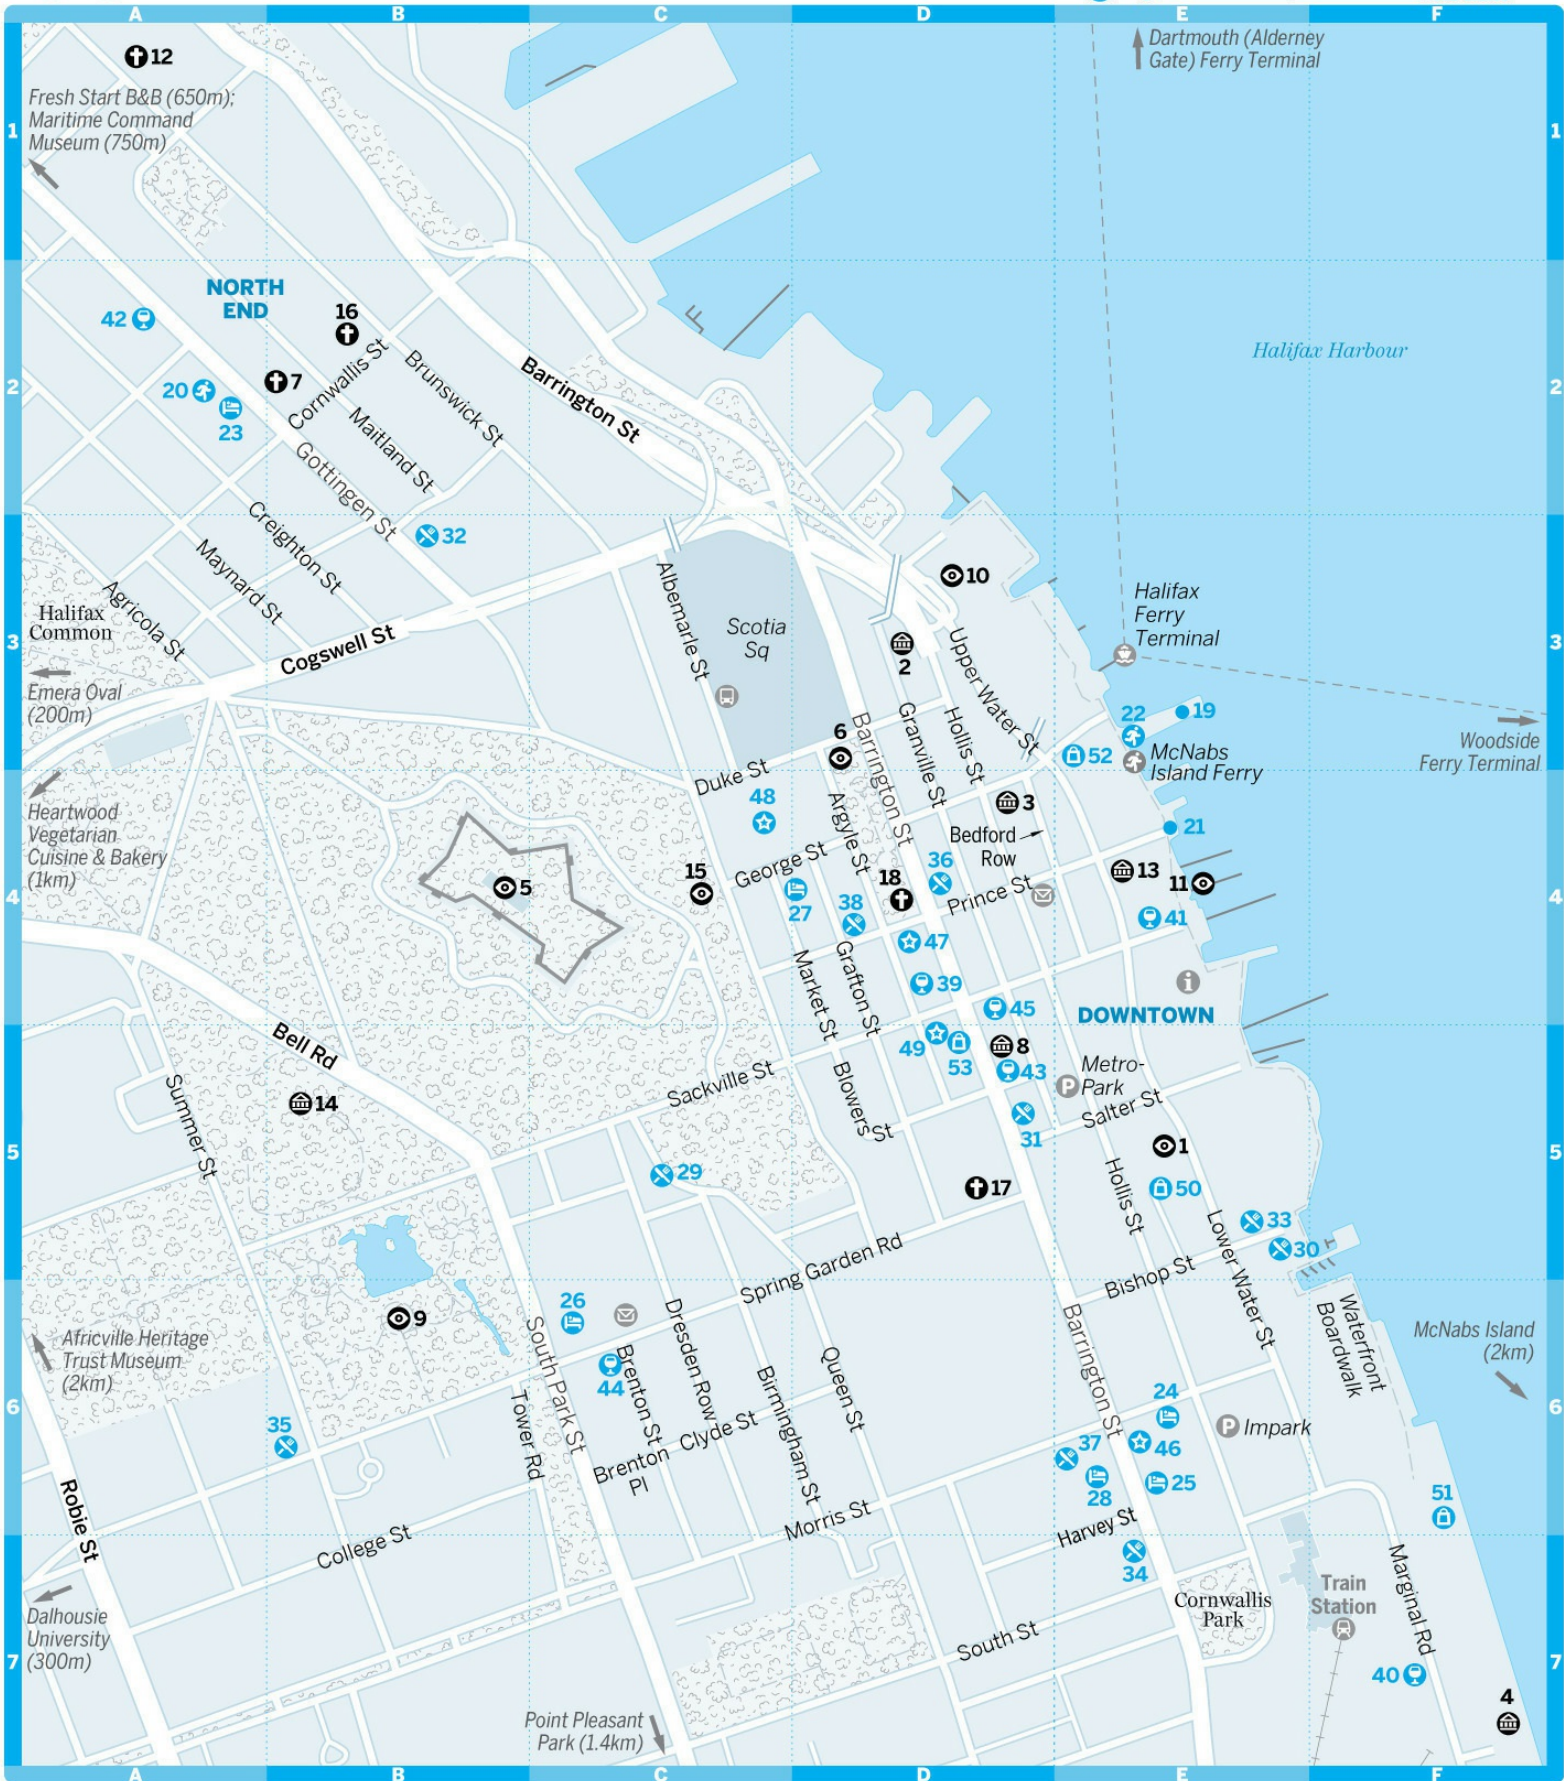 A
B
C
D
E
F
12
Dartmouth (Alderney
Gate) Ferry Terminal
Fresh Start B&B (650m);
Maritime Command
Museum (750m)
1
1
NORTH
END
42
16
Halifax Harbour
20
7
23
Cornwallis St
Brunswick St
Barrington St
2
2
Maitland St
Gottingen St
Creighton St
32
Maynard St
Agricola St
Halifax
Common
Cogswell St
Albemarle St
Scotia
Sq
10
Halifax
Ferry
Terminal
2
Upper Water St
3
3
Emera Oval
(200m)
22
19
6
Barrington St
Granville St
Hollis St
52
McNabs
Island Ferry
Woodside
Ferry Terminal
Duke St
Heartwood
Vegetarian
Cuisine & Bakery
(1km)
48
Argyle St
3
Bedford
Row
21
George St
36
5
15
18
13
11
27
38
Prince St
4
4
41
47
Market St
Grafton St
39
45
DOWNTOWN
Bell Rd
49
53
8
43
Metro-
Park
Sackville St
Blowers St
Salter St
14
Summer St
31
1
5
5
29
17
Hollis St
50
33
30
Lower Water St
Spring Garden Rd
Bishop St
9
26
Africville Heritage
Trust Museum
(2km)
South Park St
Dresden Row
Barrington St
Waterfront
Boardwalk
McNabs Island
(2km)
44
Brenton St
Birmingham St
Queen St
24
6
6
35
Tower Rd
Clyde St
Brenton
Pl
37
46
Impark
28
25
51
Robie St
Morris St
Harvey St
College St
34
Marginal Rd
Cornwallis
Park
Train
Station
Dalhousie
University
(300m)
South St
7
7
40
4
Point Pleasant
Park (1.4km)
A
B
C
D
E
F